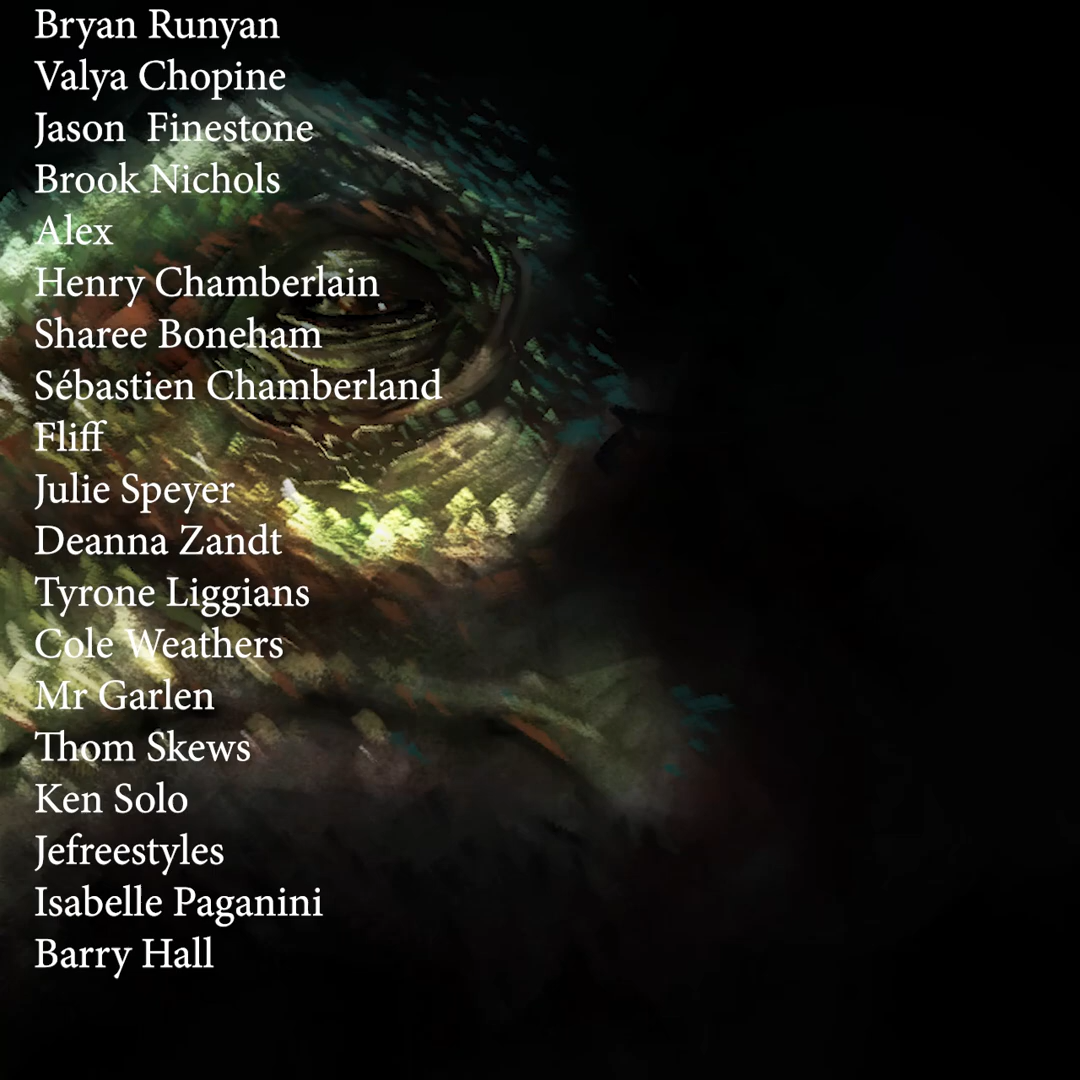 Bryan Runyan
Valya Chopine
Jason  Finestone
Brook Nichols
Alex
Henry Chamberlain
Sharee Boneham
Sébastien Chamberland
Fliff
Julie Speyer
Deanna Zandt
Tyrone Liggians
Cole Weathers
Mr Garlen
Thom Skews
Ken Solo
Jefreestyles
Isabelle Paganini
Barry Hall